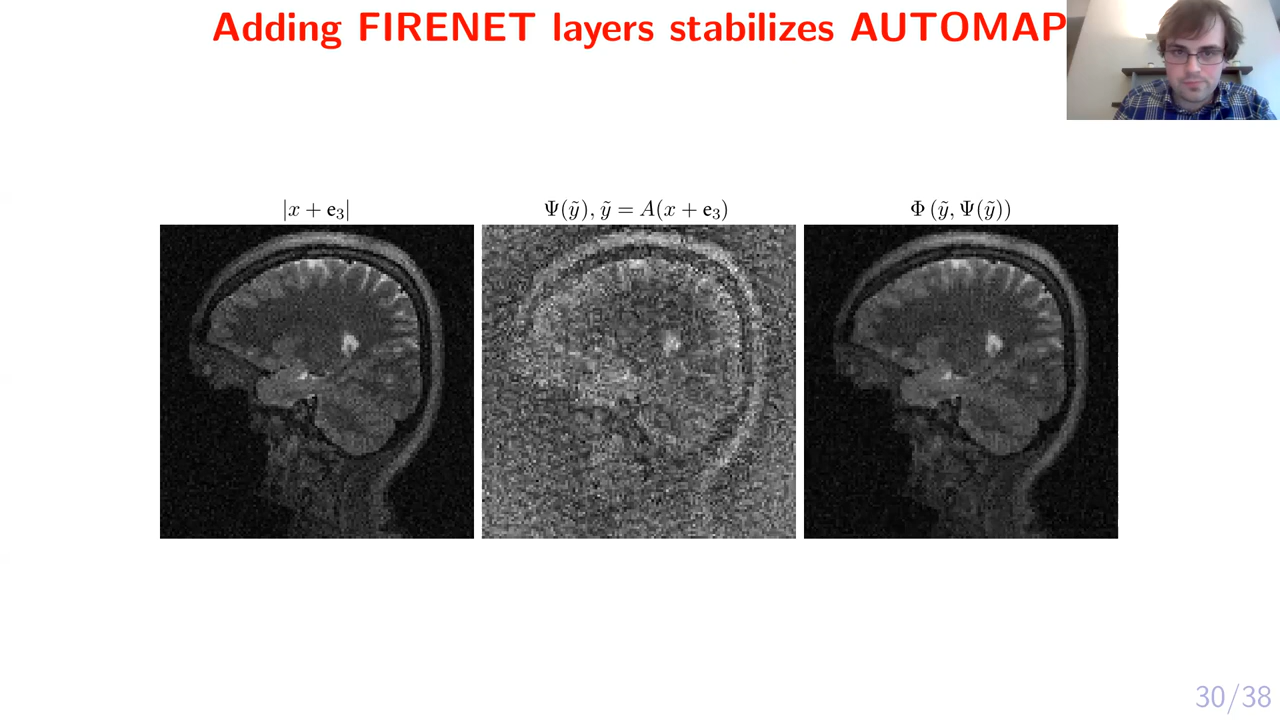 Adding FIRENET layers stabilizes AUTOMAP
|x + e₃|
Ψ(ỹ), ỹ = A(x + e₃)
Φ (ỹ, Ψ(ỹ))
30/38